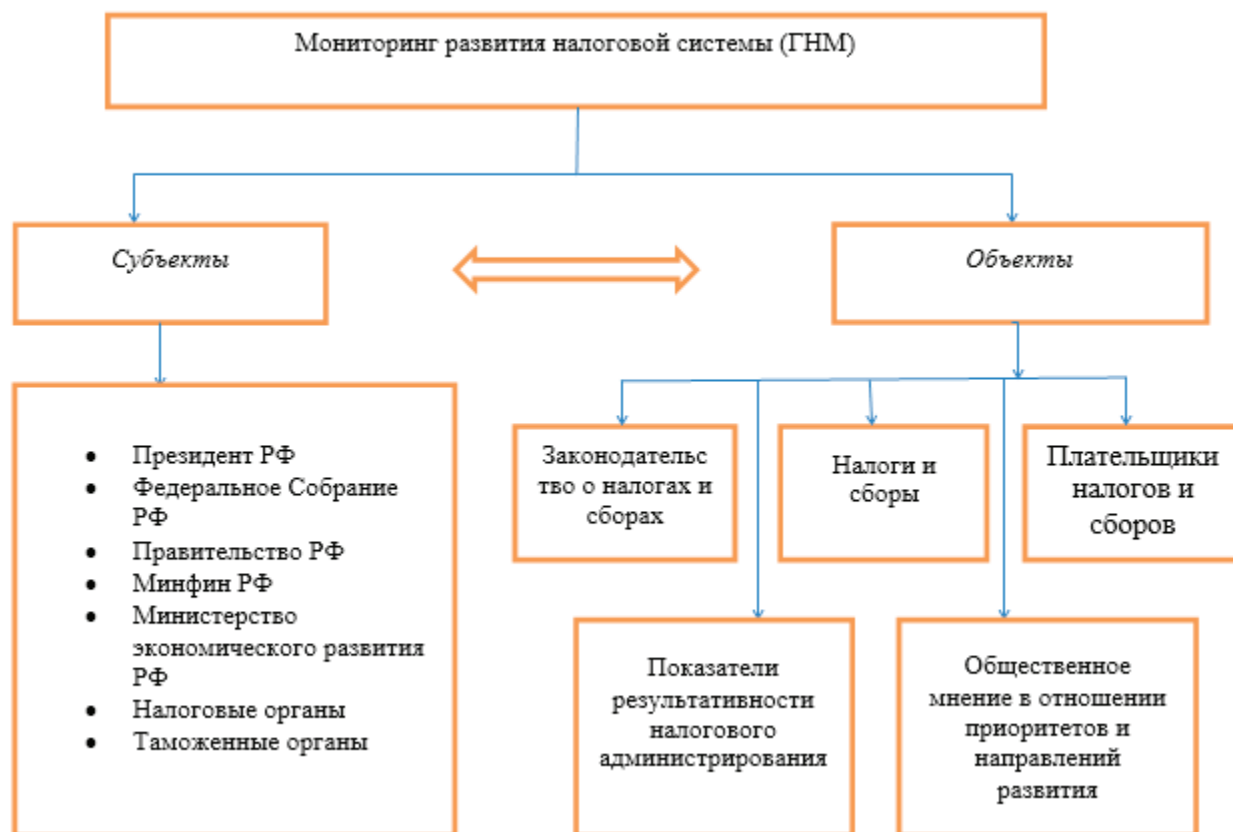 Мониторинг развития налоговой системы (ГНМ)
Субъекты
Объекты
• Президент РФ
• Федеральное Собрание
РФ
• Правительство РФ
• Минфин РФ
• Министерство
экономического развития
РФ
• Налоговые органы
• Таможенные органы
Законодательс
тво о налогах и
сборах
Налоги и
сборы
Плательщики
налогов и
сборов
Показатели
результативности
налогового
администрирования
Общественное
мнение в отношении
приоритетов и
направлений
развития